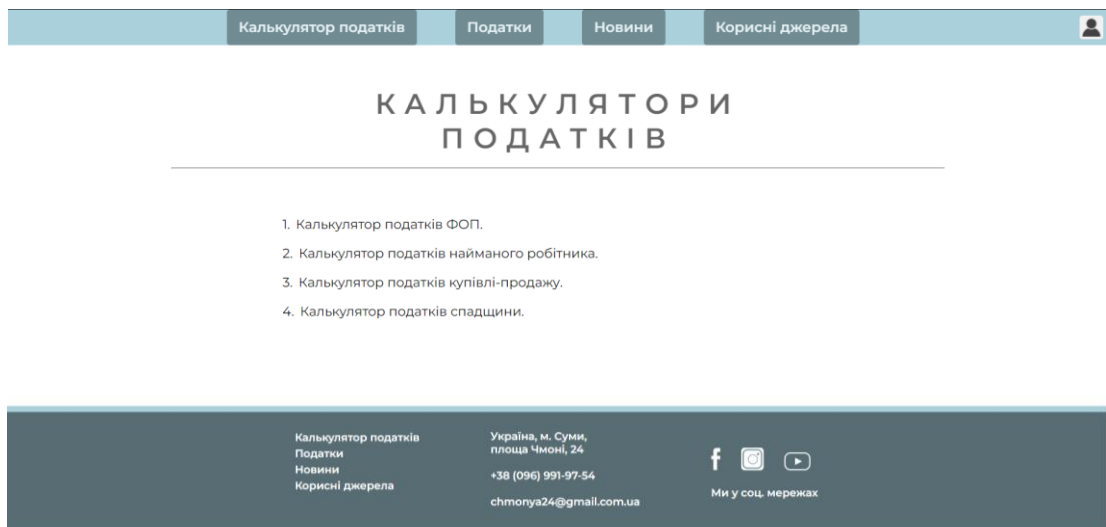 Калькулятор податків Податки Новини Корисні джерела
КАЛЬКУЛЯТОРИ
ПОДАТКІВ
1. Калькулятор податків ФОП.
2. Калькулятор податків найманого робітника.
3. Калькулятор податків купівлі-продажу.
4. Калькулятор податків спадщини.
Калькулятор податків
Податки
Новини
Корисні джерела
Україна, м. Суми,
площа Чмоні, 24
+38 (096) 991-97-54
chmonya24@gmail.com.ua
Ми у соц. мережах